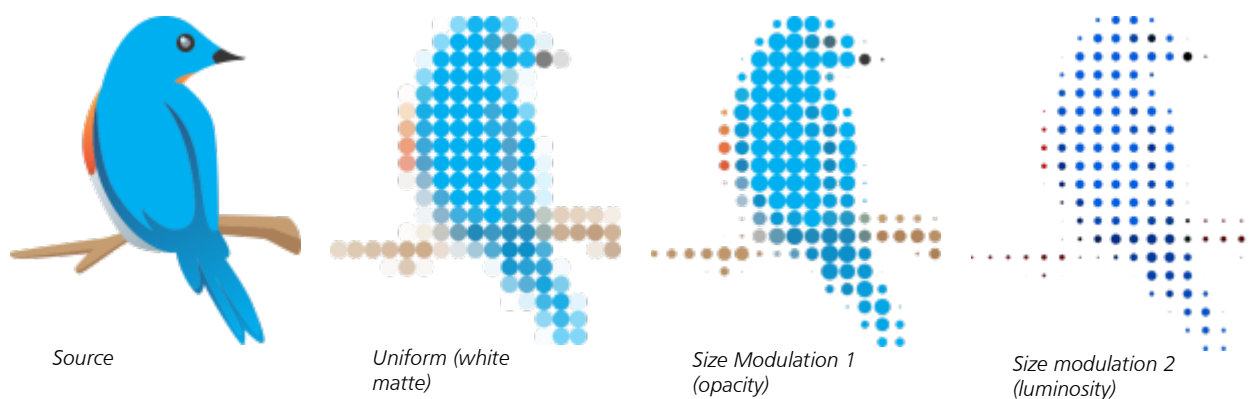 Source
Uniform (white
matte)
Size Modulation 1
(opacity)
Size modulation 2
(luminosity)